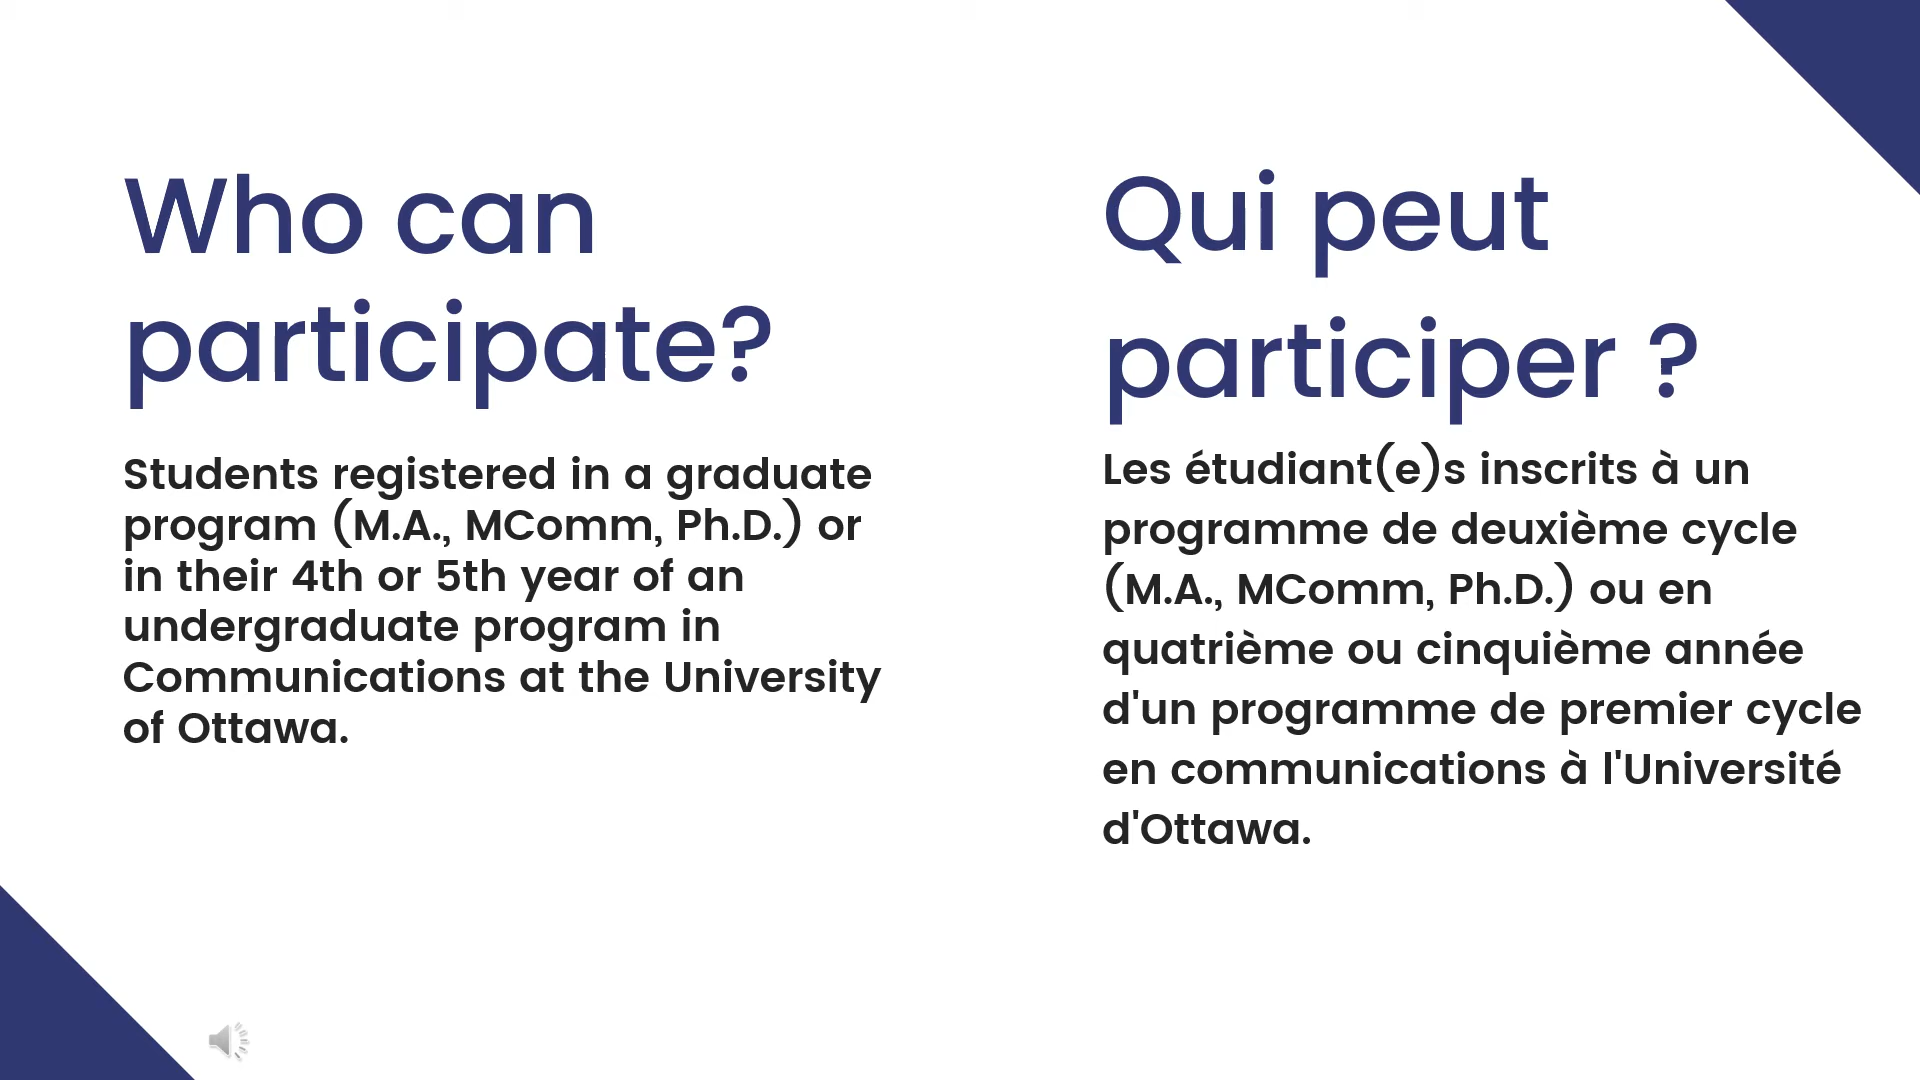 Who can
participate?
Students registered in a graduate
program (M.A., MComm, Ph.D.) or
in their 4th or 5th year of an
undergraduate program in
Communications at the University
of Ottawa.
Qui peut
participer ?
Les étudiant(e)s inscrits à un
programme de deuxième cycle
(M.A., MComm, Ph.D.) ou en
quatrième ou cinquième année
d'un programme de premier cycle
en communications à l'Université
d'Ottawa.